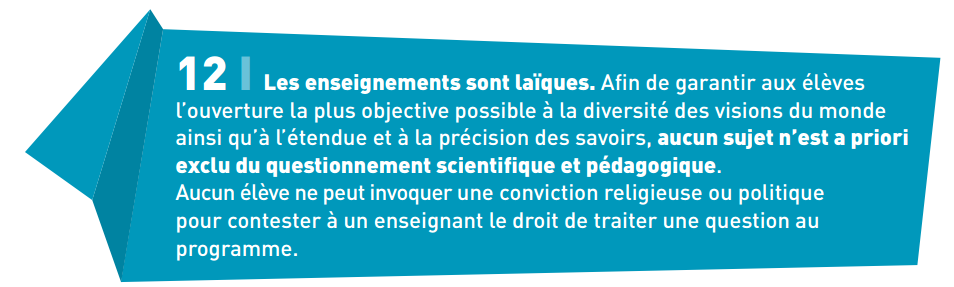 12 | Les enseignements sont laïques. Afin de garantir aux élèves
l’ouverture la plus objective possible à la diversité des visions du monde
ainsi qu’à l’étendue et à la précision des savoirs, aucun sujet n’est a priori
exclu du questionnement scientifique et pédagogique.
Aucun élève ne peut invoquer une conviction religieuse ou politique
pour contester à un enseignant le droit de traiter une question au
programme.